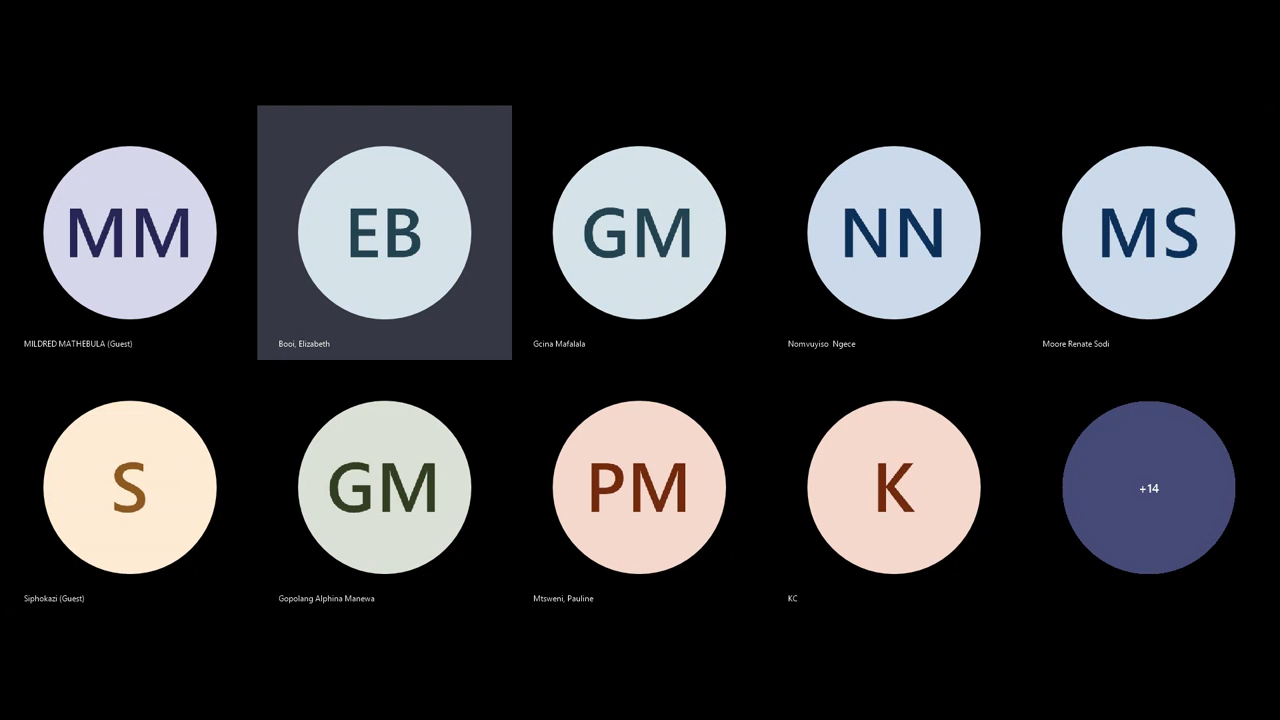 MM
EB
GM
NN
MS
MILDRED MATHEBULA (Guest)
Booi, Elizabeth
Gcina Mafalala
Nomvuyiso Ngece
Moore Renate Sodi
S
GM
PM
K
+14
Siphokazi (Guest)
Gopolang Alphina Manewa
Mtsweni, Pauline
KC